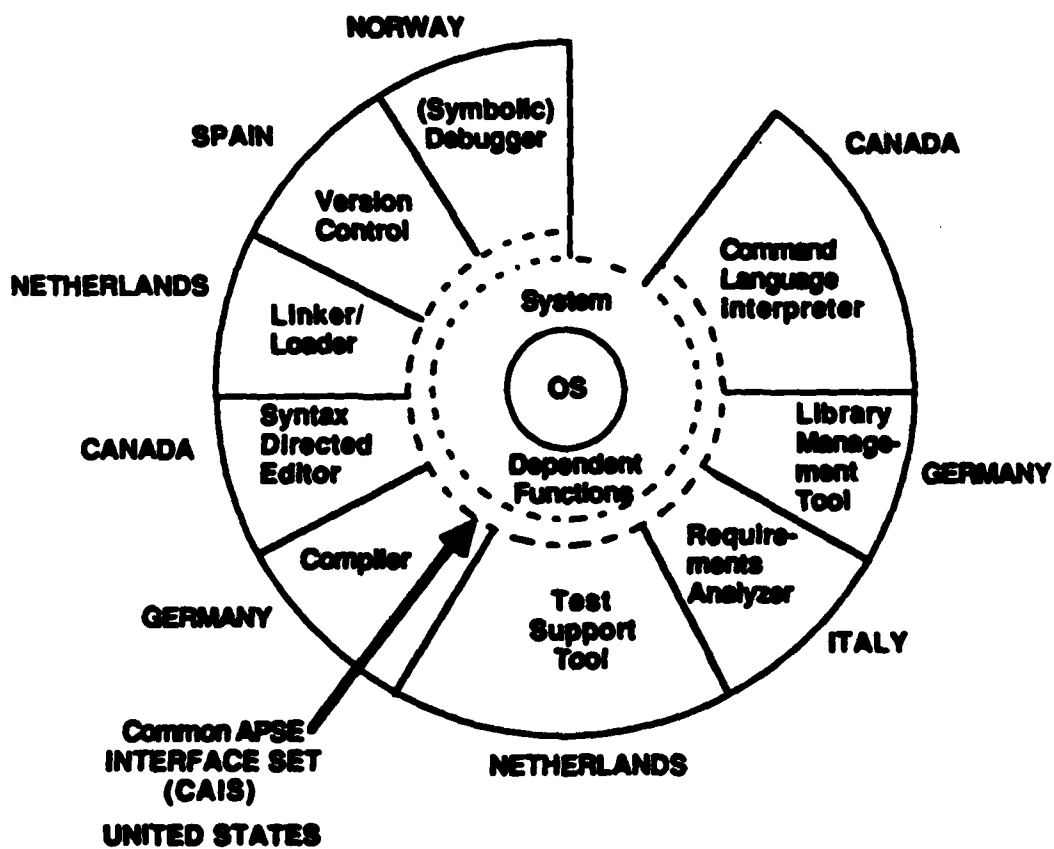 NORWAY
(Symbolic)
Debugger
SPAIN
Version
Control
NETHERLANDS
Linker/
Loader
CANADA
Syntax
Directed
Editor
GERMANY
Compiler
Common APSE
INTERFACE SET
(CAIS)
UNITED STATES
System
OS
Dependent
Functions
CANADA
Command
Language
Interpreter
Library
Manage-
ment
Tool
GERMANY
Require-
ments
Analyzer
ITALY
Test
Support
Tool
NETHERLANDS